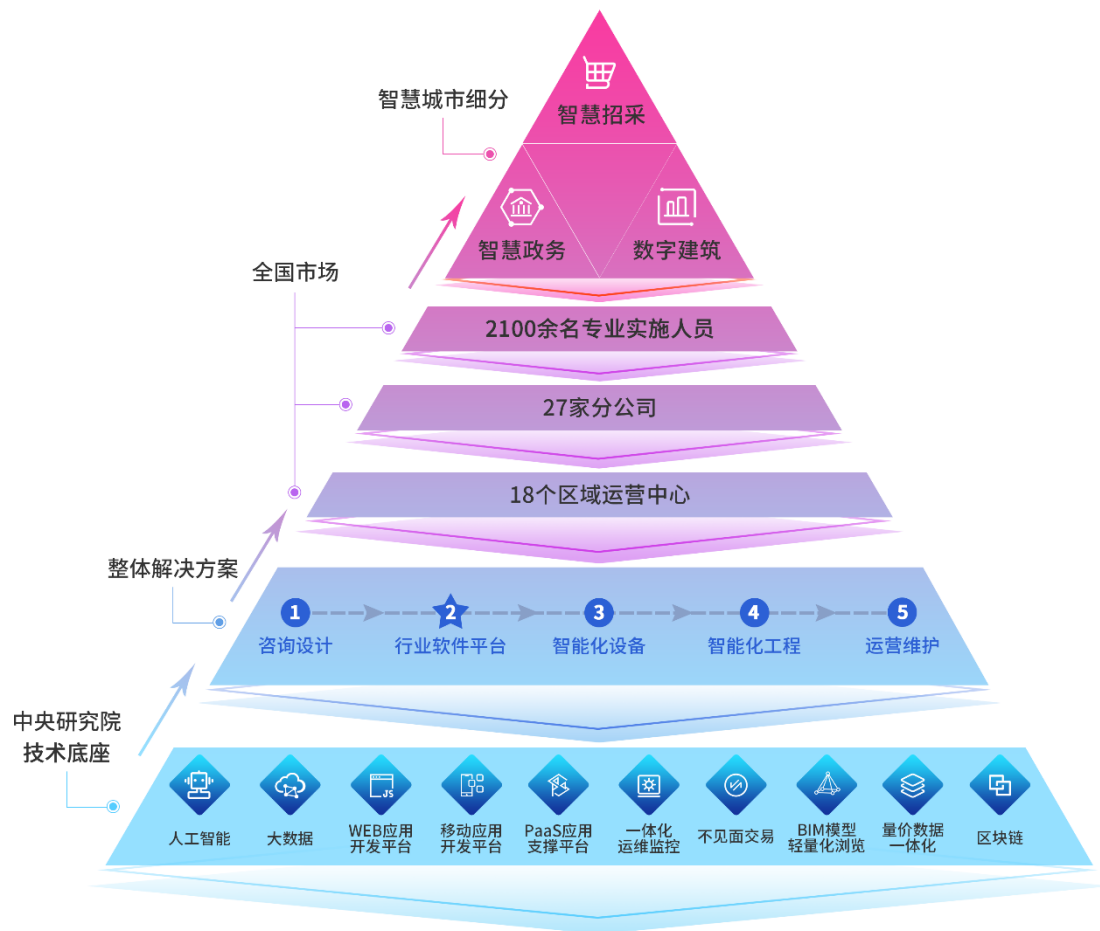 智慧城市细分
智慧招采
智慧政务
数字建筑
全国市场
2100余名专业实施人员
27家分公司
18个区域运营中心
整体解决方案
1
咨询设计
2
行业软件平台
3
智能化设备
4
智能化工程
5
运营维护
中央研究院
技术底座
人工智能
大数据
JS
WEB应用
开发平台
移动应用
开发平台
PaaS应用
支撑平台
一体化
运维监控
不见面交易
BIM模型
轻量化浏览
量价数据
一体化
区块链